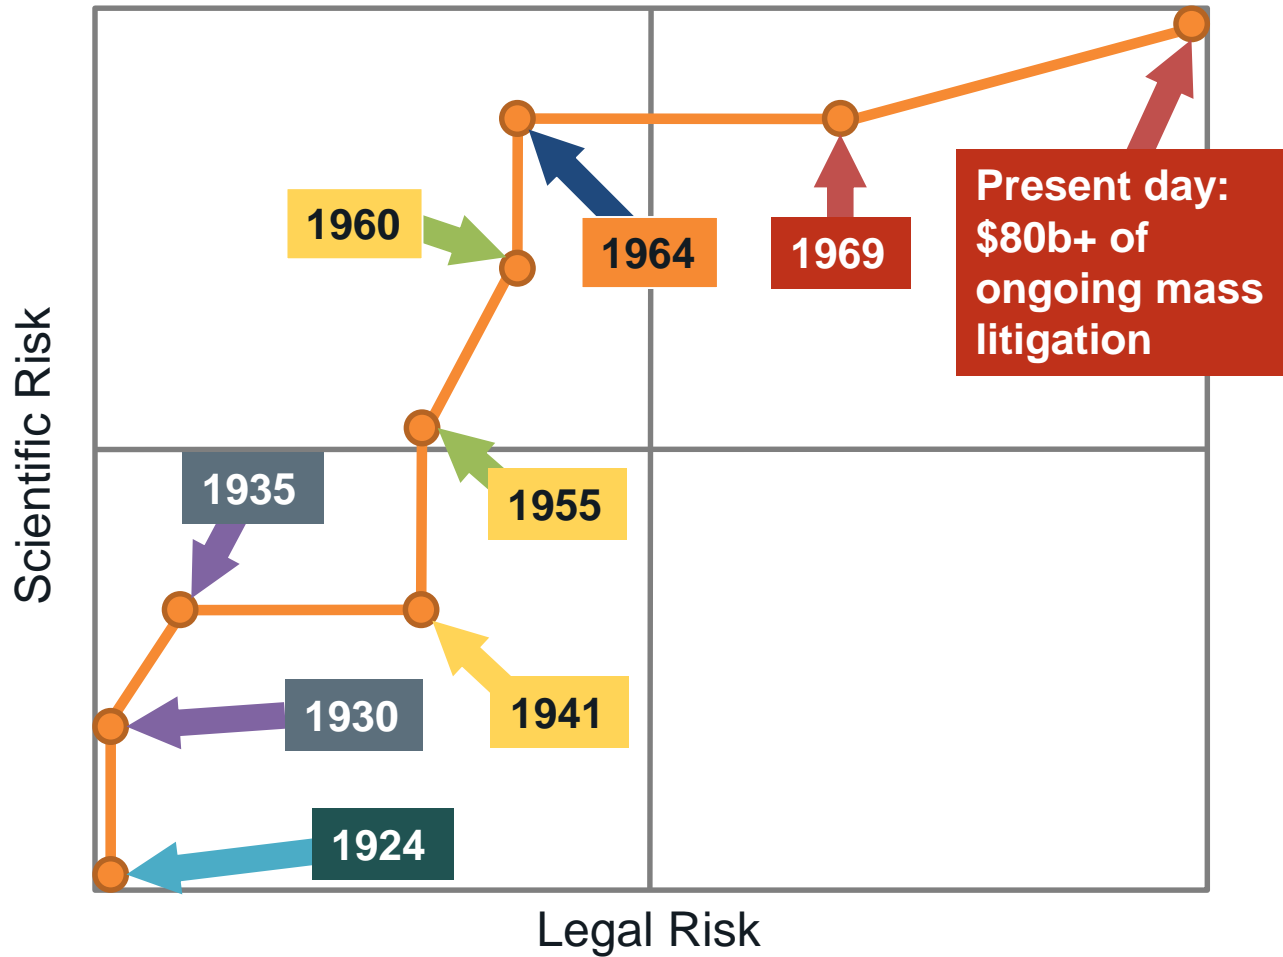 Present day:
$80b+ of
ongoing mass
litigation
1960
1964
1969
1935
1955
1930
1941
1924
Scientific Risk
Legal Risk